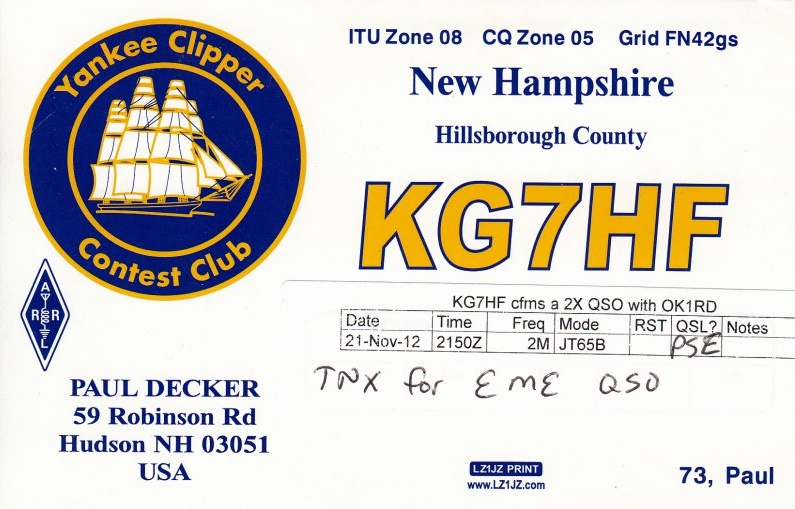 Yankee Clipper
Contest Club
ITU Zone 08 CQ Zone 05 Grid FN42gs
New Hampshire
Hillsborough County
KG7HF
ARRL
KG7HF cfms a 2X QSO with OK1RD
Date Time Freq Mode RST QSL? Notes
21-Nov-12 2150Z 2M JT65B PSE
TNX for EME QSO
PAUL DECKER
59 Robinson Rd
Hudson NH 03051
USA
LZ1JZ PRINT
www.LZ1JZ.com
73, Paul